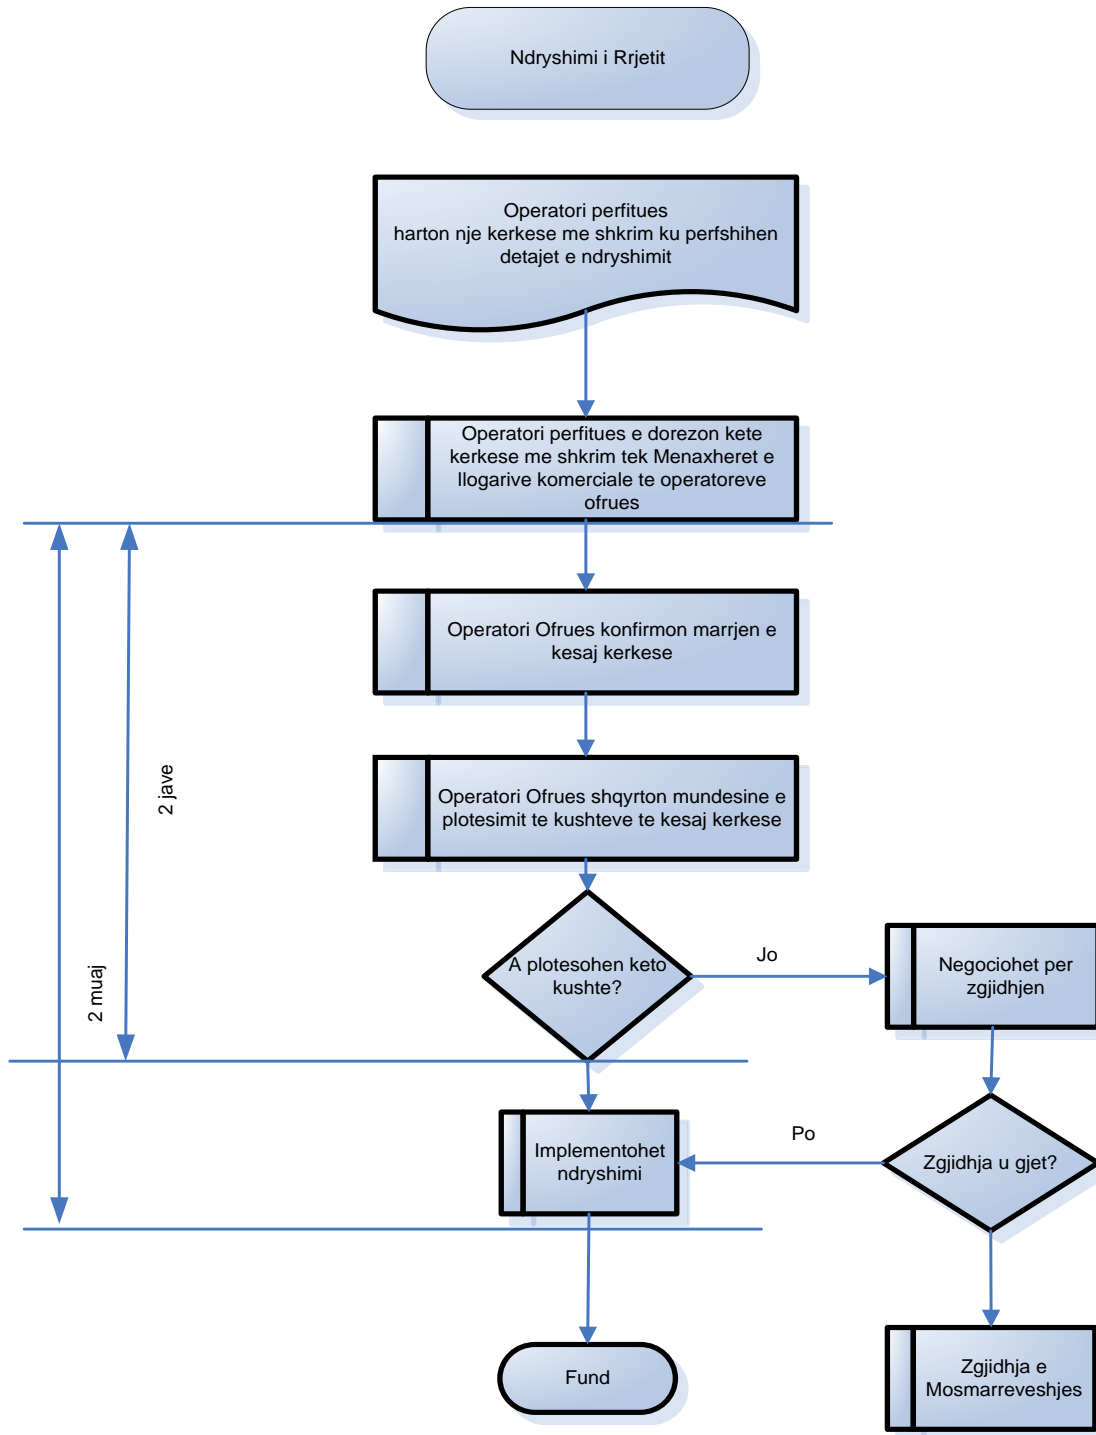 Ndryshimi i Rrjetit
Operatori perfitues
harton nje kerkese me shkrim ku perfshihen
detajet e ndryshimit
Operatori perfitues e dorezon kete
kerkese me shkrim tek Menaxheret e
llogarive komerciale te operatoreve
ofrues
Operatori Ofrues konfirmon marrjen e
kesaj kerkese
2 jave
Operatori Ofrues shqyrton mundesine e
plotesimit te kushteve te kesaj kerkese
2 muaj
A plotesohen keto
kushte?
Jo
Negociohet per
zgjidhjen
Implementohet
ndryshimi
Po
Zgjidhja u gjet?
Fund
Zgjidhja e
Mosmarreveshjes